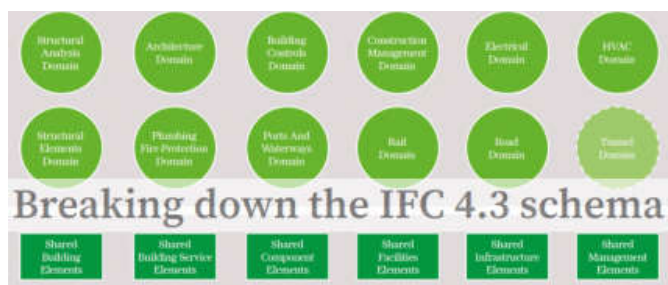 Structural
Analysis
Domain
Architecture
Domain
Building
Controls
Domain
Construction
Management
Domain
Electrical
Domain
HVAC
Domain
Structural
Elements
Domain
Plumbing
Fire Protection
Domain
Ports And
Waterways
Domain
Rail
Domain
Road
Domain
Tunnel
Domain
Breaking down the IFC 4.3 schema
Shared
Building
Elements
Shared
Building Service
Elements
Shared
Component
Elements
Shared
Facilities
Elements
Shared
Infrastructure
Elements
Shared
Management
Elements